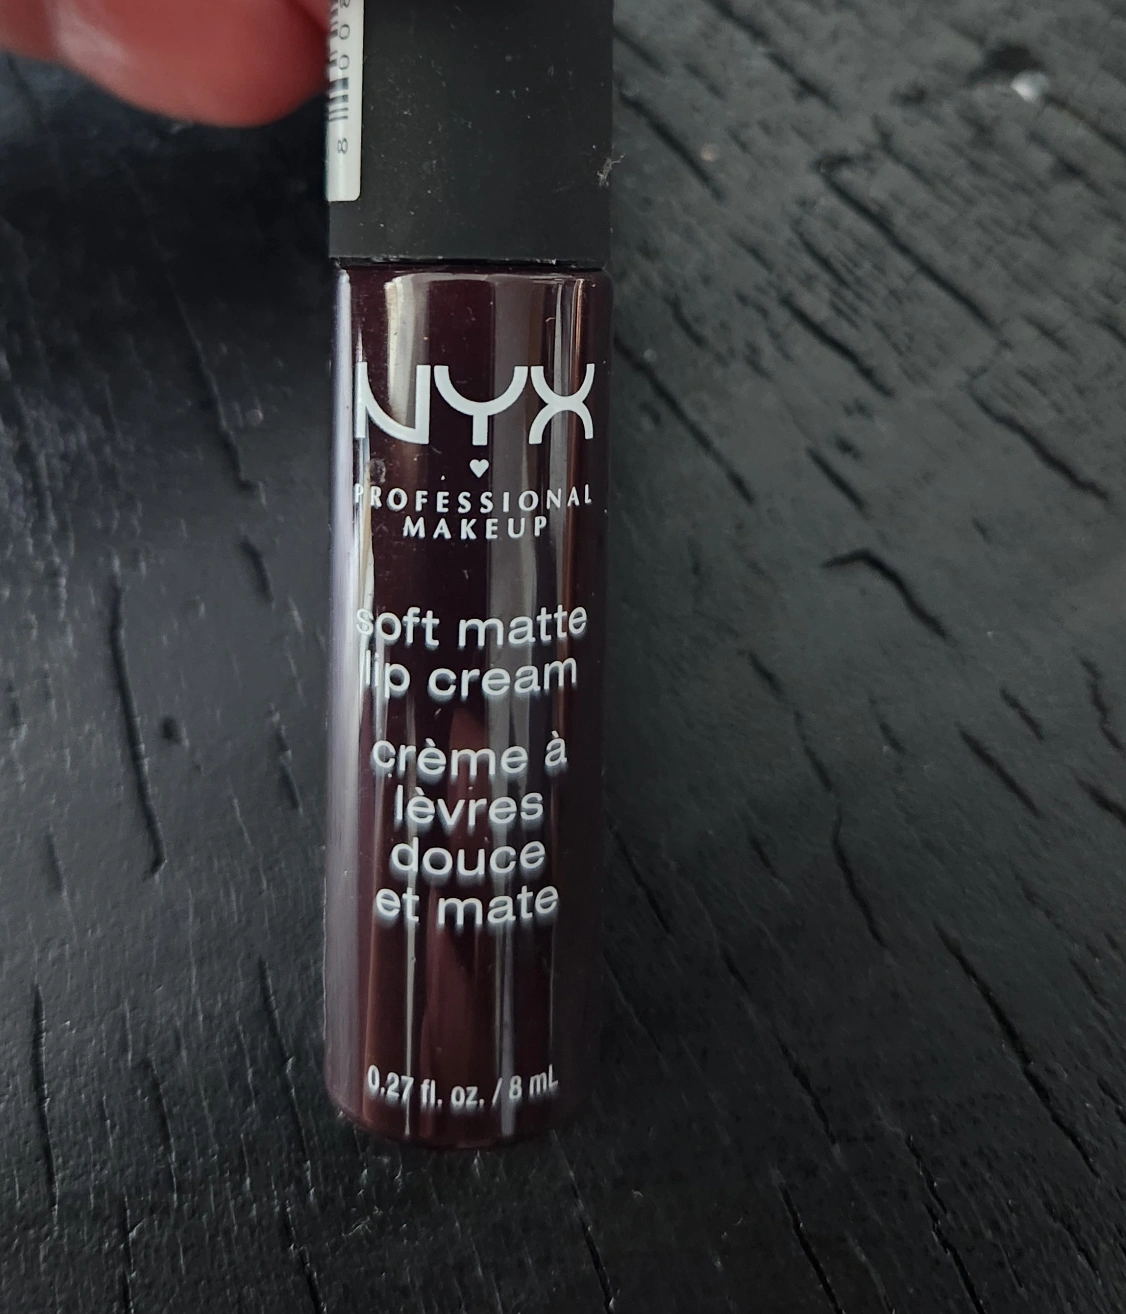 NYX
PROFESSIONAL
MAKEUP
soft matte
lip cream
crème à
lèvres
douce
et mate
0.27 fl. oz. / 8 mL